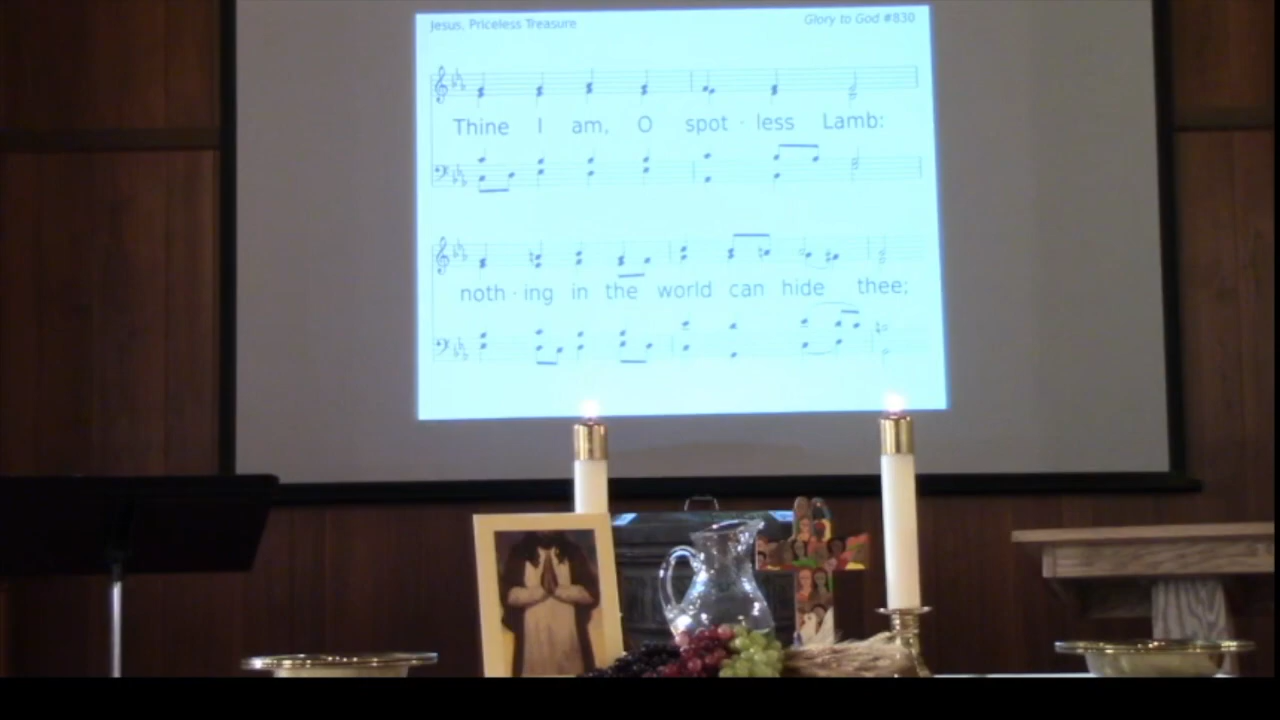 Jesus, Priceless Treasure
Glory to God #830
Thine I am, O spot - less Lamb:
noth - ing in the world can hide thee;